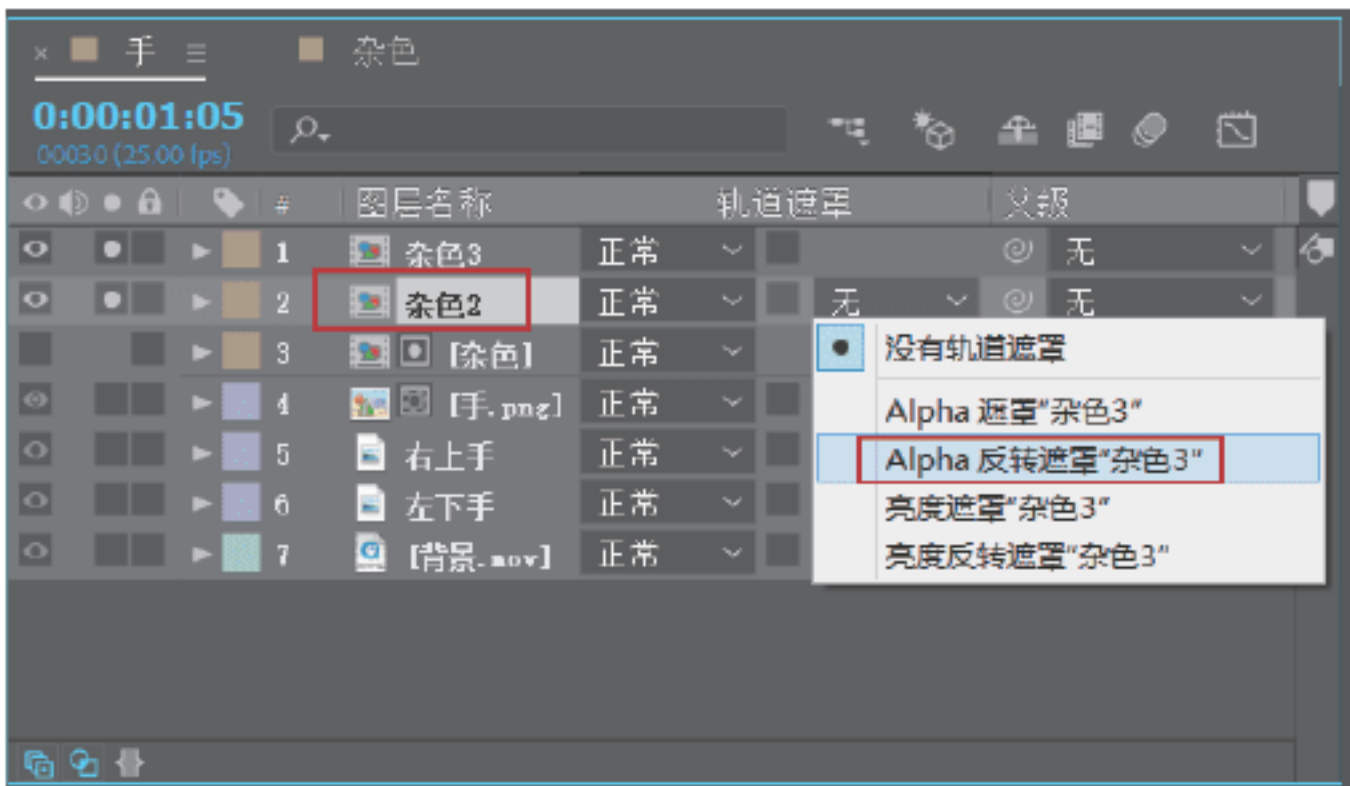 手 杂色
0:00:01:05
00030 (25.00 fps)
# 图层名称 轨道遮罩 父级
1 杂色3 正常 无
2 杂色2 正常 无 无
3 [杂色] 正常
4 [手.png] 正常
5 右上手 正常
6 左下手 正常
7 [背景.mov] 正常
没有轨道遮罩
Alpha 遮罩"杂色3"
Alpha 反转遮罩"杂色3"
亮度遮罩"杂色3"
亮度反转遮罩"杂色3"